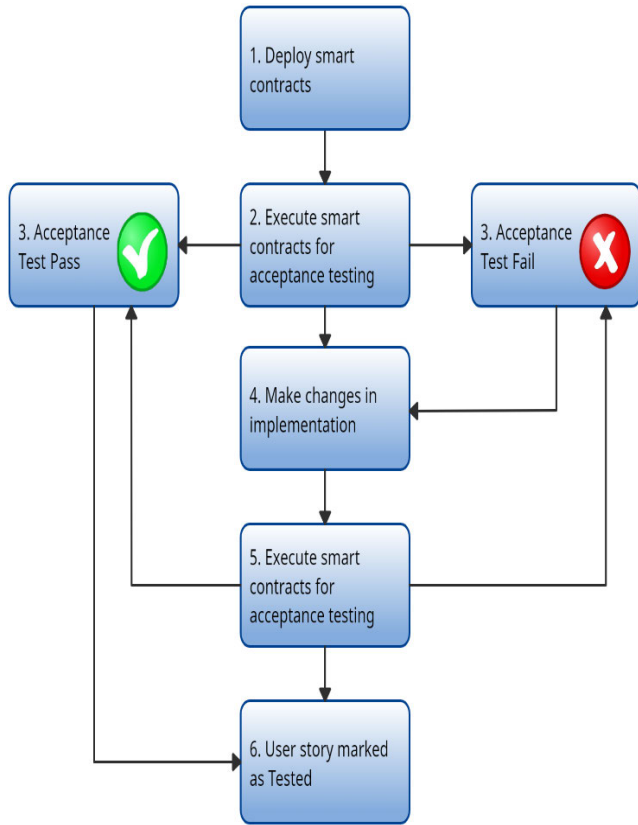 1. Deploy smart
contracts
3. Acceptance
Test Pass
2. Execute smart
contracts for
acceptance testing
3. Acceptance
Test Fail
4. Make changes in
implementation
5. Execute smart
contracts for
acceptance testing
6. User story marked
as Tested